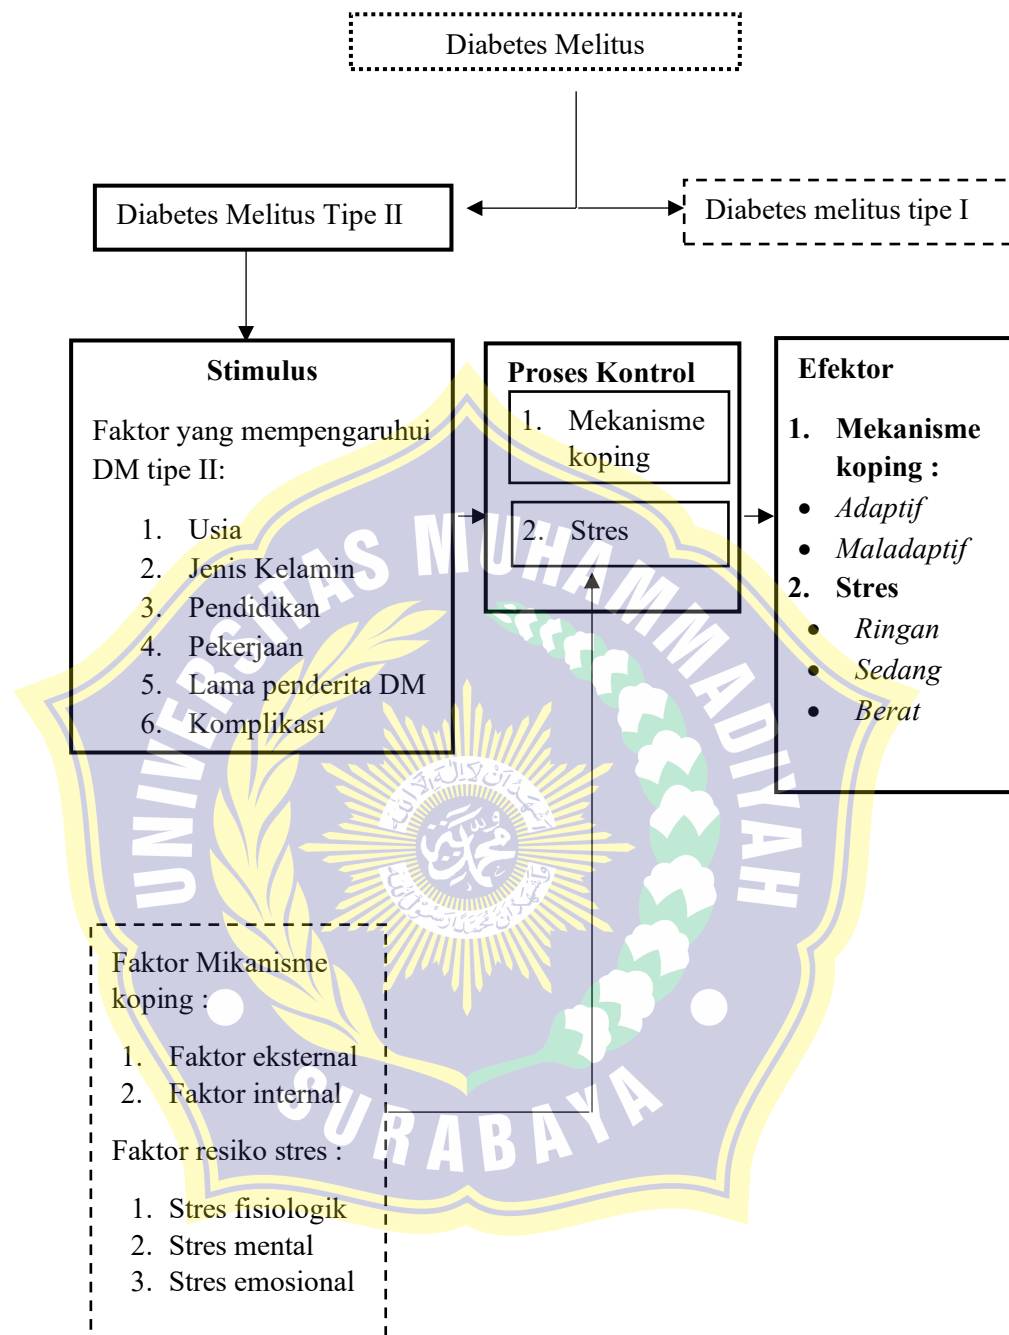 Diabetes Melitus
Diabetes Melitus Tipe II
Diabetes melitus tipe I
Stimulus
Faktor yang mempengaruhui
DM tipe II:
1. Usia
2. Jenis Kelamin
3. Pendidikan
4. Pekerjaan
5. Lama penderita DM
6. Komplikasi
Proses Kontrol
1. Mekanisme
koping
2. Stres
Efektor
1. Mekanisme
koping :
• Adaptif
• Maladaptif
2. Stres
• Ringan
• Sedang
• Berat
Faktor Mikanisme
koping :
1. Faktor eksternal
2. Faktor internal
Faktor resiko stres :
1. Stres fisiologik
2. Stres mental
3. Stres emosional
UNIVERSITAS MUHAMMADIYAH
SURABAYA